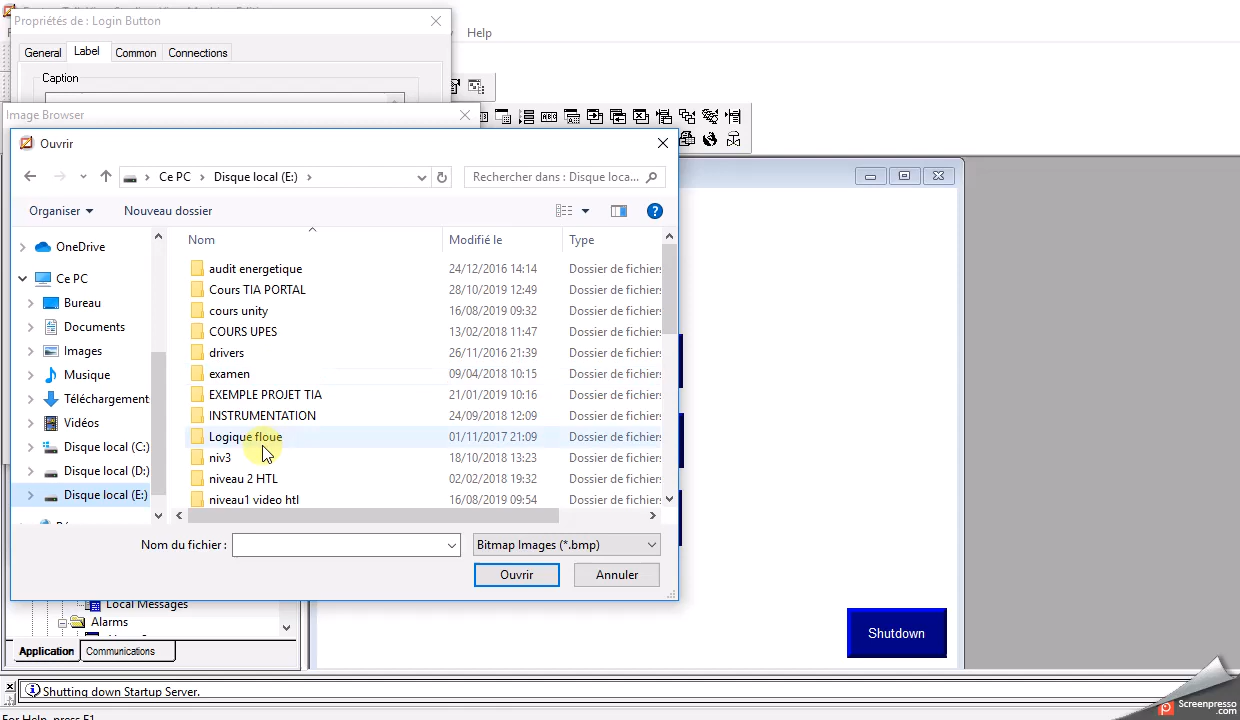 Propriétés de : Login Button
Help
General
Label
Common
Connections
Caption
Image Browser
Ouvrir
Ce PC
Disque local (E:)
Rechercher dans : Disque loca...
Organiser
Nouveau dossier
Nom
Modifié le
Type
OneDrive
Ce PC
Bureau
Documents
Images
Musique
Téléchargement
Vidéos
Disque local (C:)
Disque local (D:)
Disque local (E:)
audit energetique 24/12/2016 14:14 Dossier de fichiers
Cours TIA PORTAL 28/10/2019 12:49 Dossier de fichiers
cours unity 16/08/2019 09:32 Dossier de fichiers
COURS UPES 13/02/2018 11:47 Dossier de fichiers
drivers 26/11/2016 21:39 Dossier de fichiers
examen 09/04/2018 10:15 Dossier de fichiers
EXEMPLE PROJET TIA 21/01/2019 10:16 Dossier de fichiers
INSTRUMENTATION 24/09/2018 12:09 Dossier de fichiers
Logique floue 01/11/2017 21:09 Dossier de fichiers
niv3 18/10/2018 13:23 Dossier de fichiers
niveau 2 HTL 02/02/2018 19:32 Dossier de fichiers
niveau1 video htl 16/08/2019 09:54 Dossier de fichiers
Nom du fichier :
Bitmap Images (*.bmp)
Ouvrir
Annuler
Local Messages
Alarms
Application
Communications
Shutdown
Shutting down Startup Server.
For Help, press F1
Screenpresso
.com